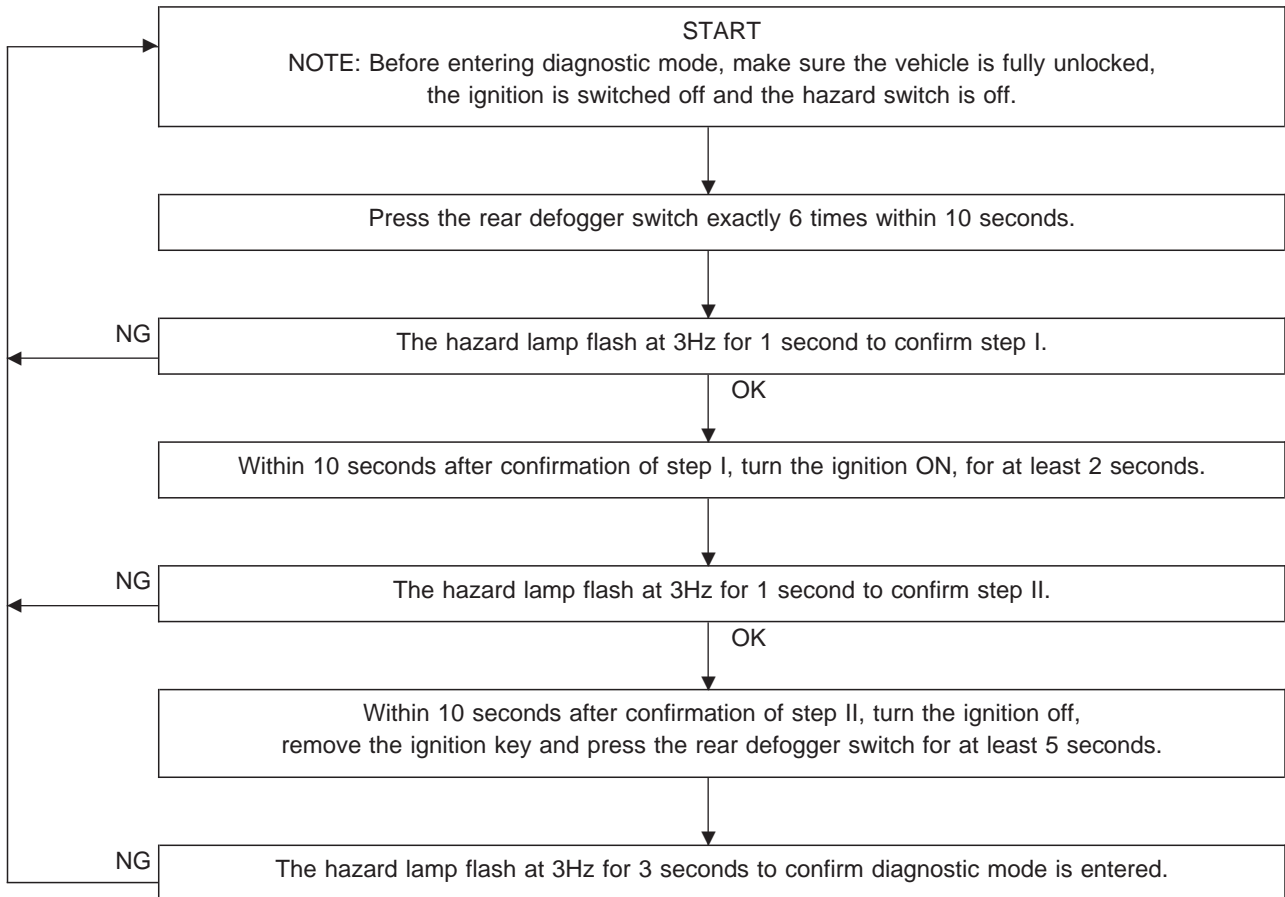 START
NOTE: Before entering diagnostic mode, make sure the vehicle is fully unlocked,
the ignition is switched off and the hazard switch is off.
Press the rear defogger switch exactly 6 times within 10 seconds.
NG
The hazard lamp flash at 3Hz for 1 second to confirm step I.
OK
Within 10 seconds after confirmation of step I, turn the ignition ON, for at least 2 seconds.
NG
The hazard lamp flash at 3Hz for 1 second to confirm step II.
OK
Within 10 seconds after confirmation of step II, turn the ignition off,
remove the ignition key and press the rear defogger switch for at least 5 seconds.
NG
The hazard lamp flash at 3Hz for 3 seconds to confirm diagnostic mode is entered.